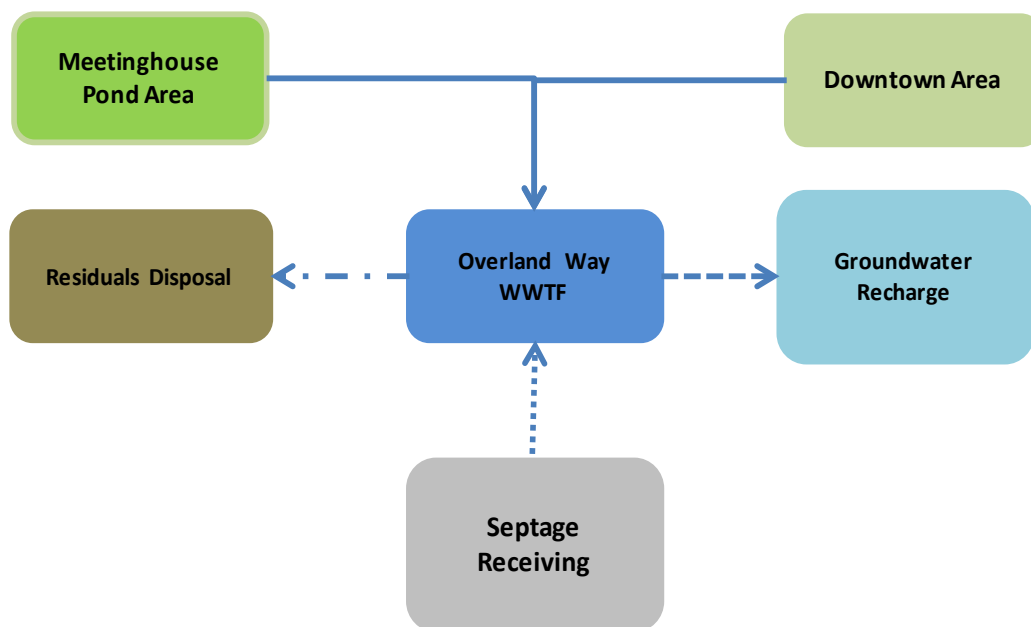 Meetinghouse
Pond Area
Downtown Area
Residuals Disposal
Overland Way
WWTF
Groundwater
Recharge
Septage
Receiving